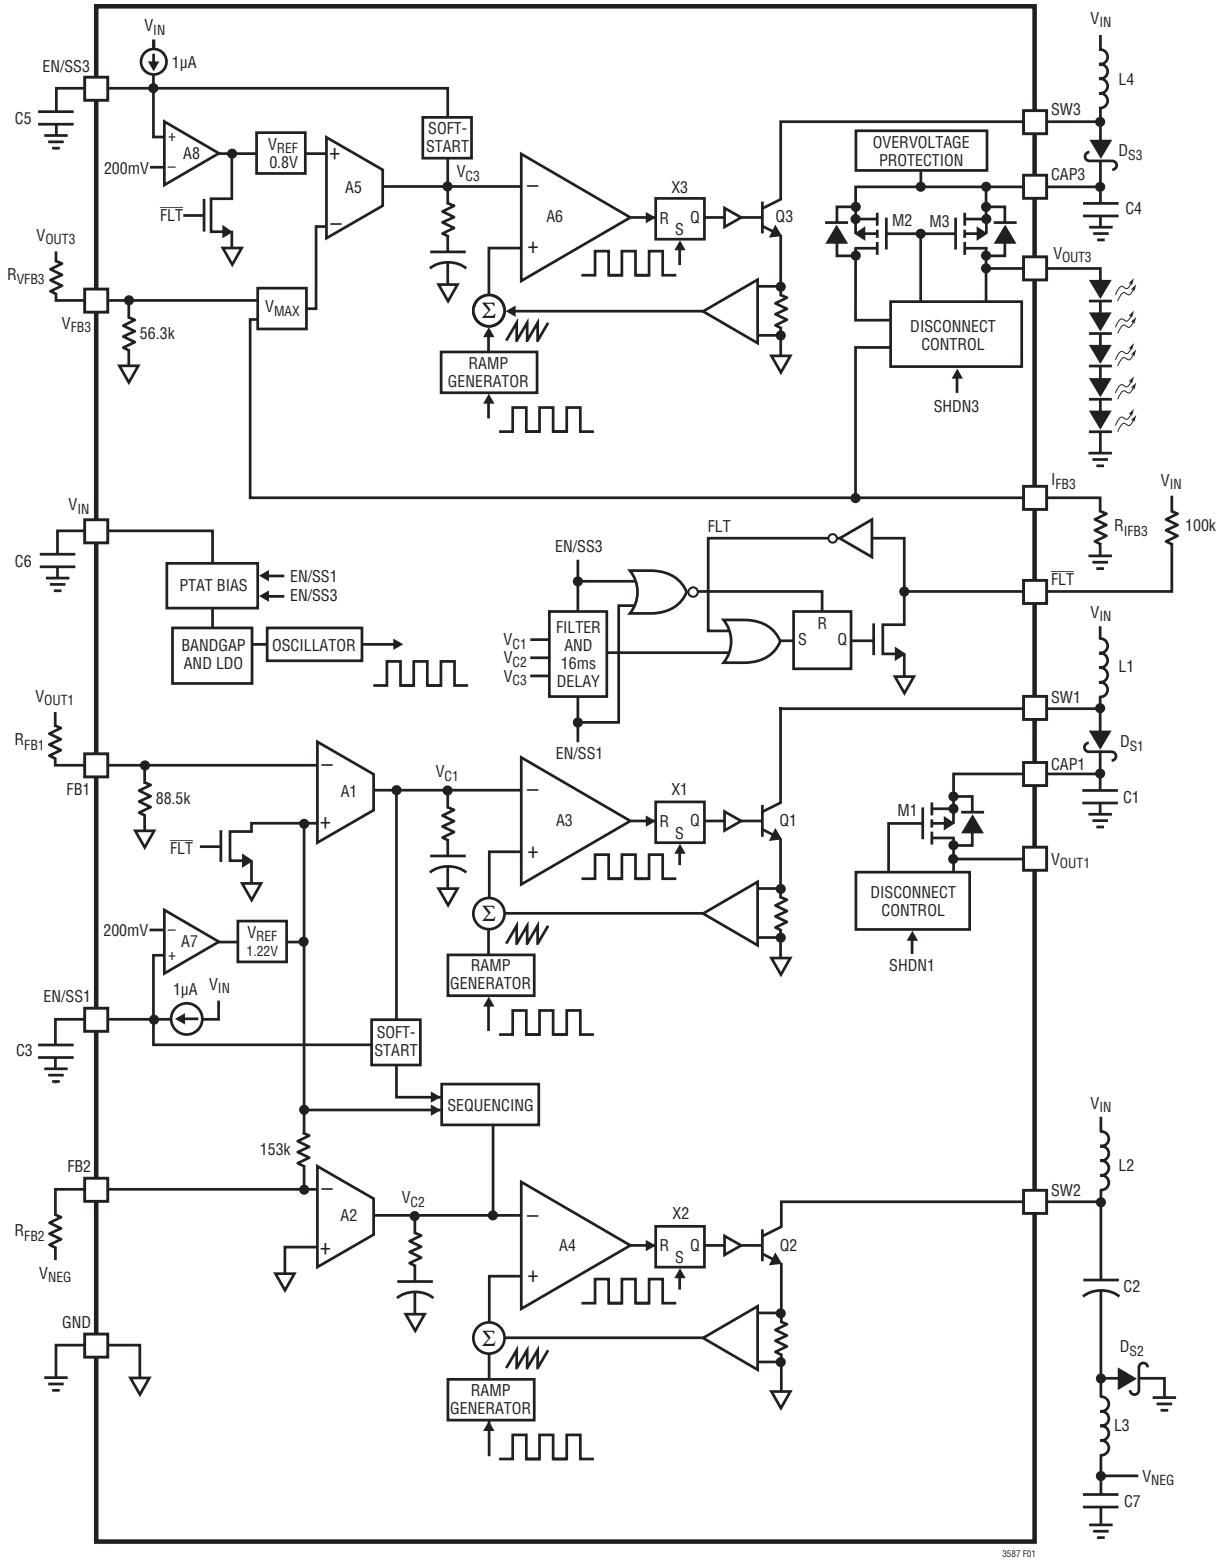 VIN
1µA
EN/SS3
C5
200mV
+
−
A8
VREF
0.8V
+
−
A5
SOFT-
START
VC3
FLT
VOUT3
RVFB3
VFB3
56.3k
VMAX
−
+
A6
Σ
RAMP
GENERATOR
X3
R Q
S
Q3
OVERVOLTAGE
PROTECTION
M2
M3
DISCONNECT
CONTROL
SHDN3
VIN
L4
SW3
DS3
CAP3
C4
VOUT3
IFB3
RIFB3
VIN
100k
FLT
VIN
C6
PTAT BIAS
EN/SS1
EN/SS3
BANDGAP
AND LDO
OSCILLATOR
EN/SS3
FLT
FILTER
AND
16ms
DELAY
VC1
VC2
VC3
EN/SS1
R
S Q
VIN
L1
SW1
DS1
CAP1
C1
VOUT1
M1
DISCONNECT
CONTROL
SHDN1
VOUT1
RFB1
FB1
88.5k
−
+
A1
VC1
FLT
−
+
A3
X1
R Q
S
Q1
Σ
RAMP
GENERATOR
200mV
−
+
A7
VREF
1.22V
EN/SS1
1µA
VIN
C3
SOFT-
START
SEQUENCING
153k
FB2
RFB2
VNEG
−
+
A2
VC2
−
+
A4
X2
R Q
S
Q2
Σ
RAMP
GENERATOR
GND
VIN
L2
SW2
C2
DS2
L3
VNEG
C7
3587 F01